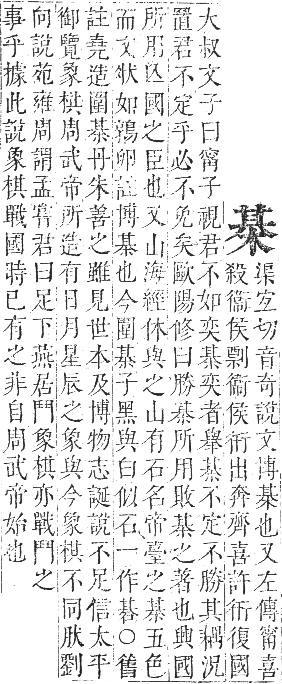 棊渠宜切音奇說文博棊也又左傳甯喜
殺衞侯剽衞侯衎出奔齊喜許衎復國
大叔文子曰甯子視君不如奕棊奕者舉棊不定不勝其耦况
置君不定乎必不免矣歐陽修曰勝棊所用敗棊之著也興國
所用亾國之臣也又山海經休與之山有石名帝臺之棊五色
而文狀如鶉卵註博棊也今圍棊子黑與白似石一作碁○舊
註堯造圍棊丹朱善之雖見世本及博物志誕說不足信太平
御覽象棋周武帝所造有日月星辰之象與今象棋不同肰劉
向說苑雍周謂孟嘗君曰足下燕居鬥象棋亦戰鬥之
事乎據此說象棋戰國時已有之非自周武帝始也